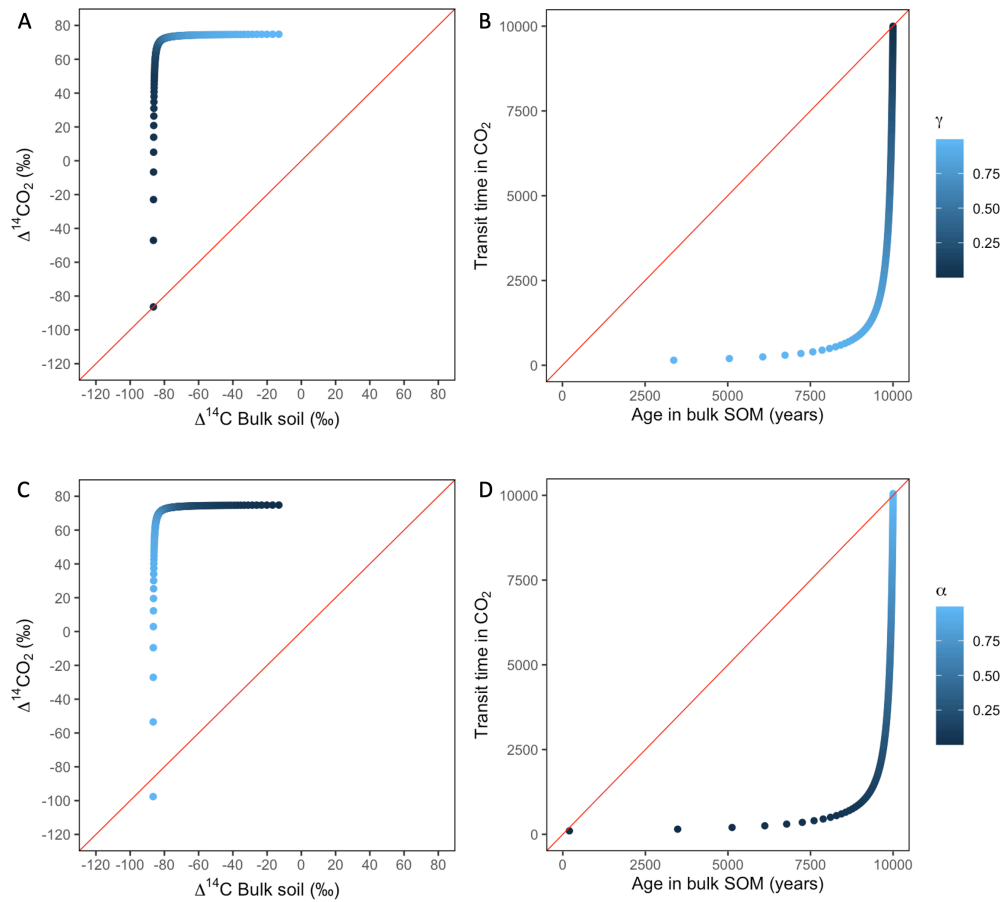 A
80
60
40
20
0
-20
-40
-60
-80
-100
-120
Δ¹⁴CO₂ (‰)
-120 -100 -80 -60 -40 -20 0 20 40 60 80
Δ¹⁴C Bulk soil (‰)
B
10000
7500
5000
2500
0
Transit time in CO₂
0 2500 5000 7500 10000
Age in bulk SOM (years)
γ
0.75
0.50
0.25
C
80
60
40
20
0
-20
-40
-60
-80
-100
-120
Δ¹⁴CO₂ (‰)
-120 -100 -80 -60 -40 -20 0 20 40 60 80
Δ¹⁴C Bulk soil (‰)
D
10000
7500
5000
2500
0
Transit time in CO₂
0 2500 5000 7500 10000
Age in bulk SOM (years)
α
0.75
0.50
0.25